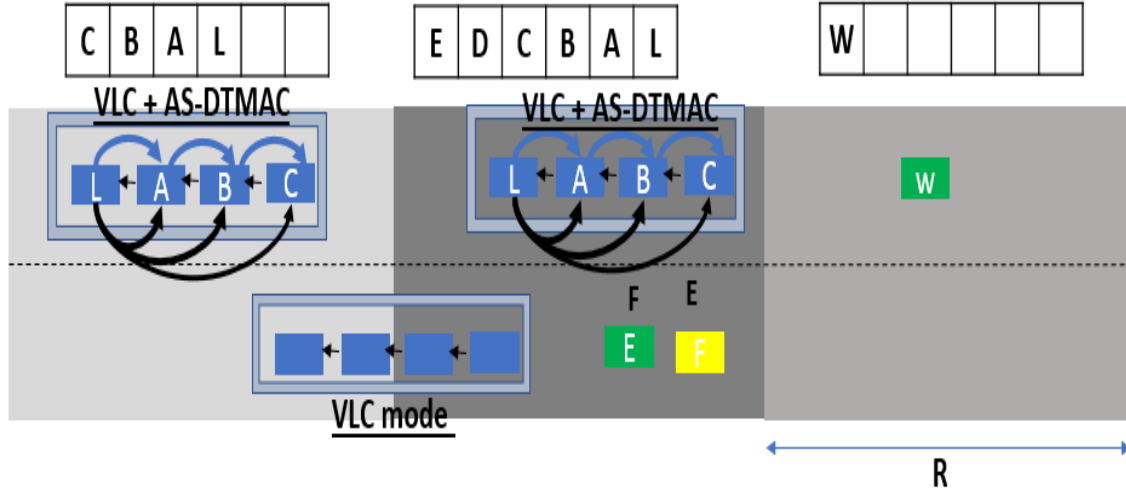 C B A L
E D C B A L
W
VLC + AS-DTMAC
VLC + AS-DTMAC
L A B C
L A B C
W
F E
E F
VLC mode
R